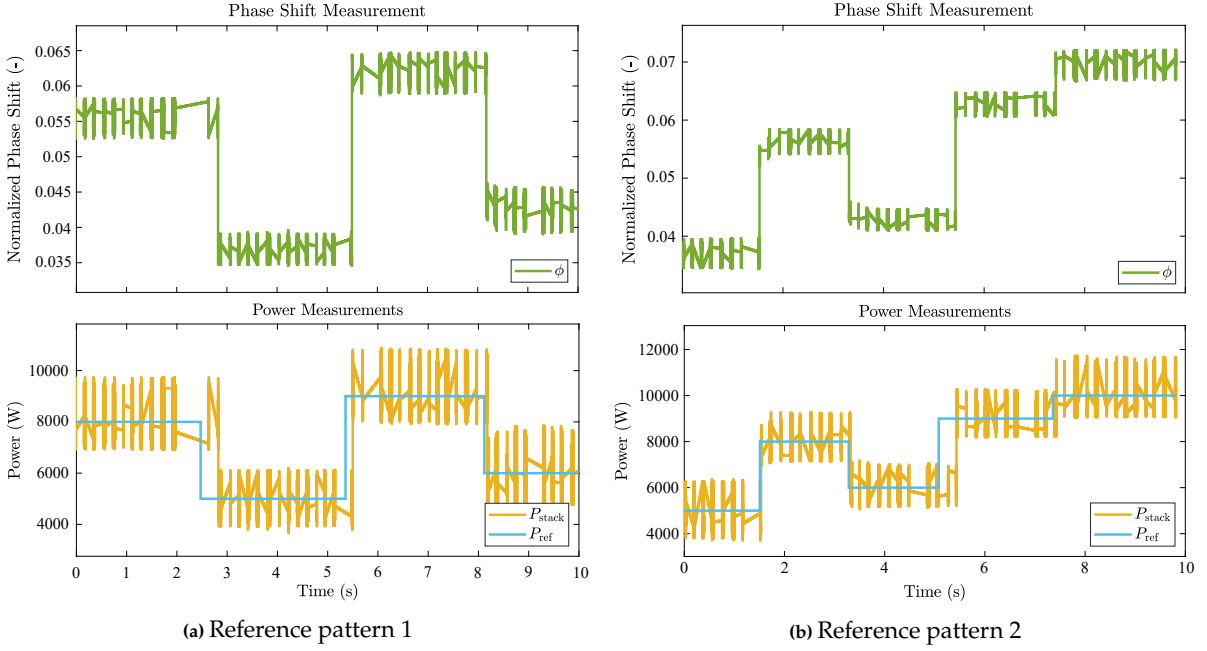 Phase Shift Measurement
Normalized Phase Shift (-)
0.065
0.06
0.055
0.05
0.045
0.04
0.035
ϕ
Power Measurements
Power (W)
10000
8000
6000
4000
P_stack
P_ref
0 1 2 3 4 5 6 7 8 9 10
Time (s)
(a) Reference pattern 1
Phase Shift Measurement
Normalized Phase Shift (-)
0.07
0.06
0.05
0.04
ϕ
Power Measurements
Power (W)
12000
10000
8000
6000
4000
P_stack
P_ref
0 2 4 6 8 10
Time (s)
(b) Reference pattern 2